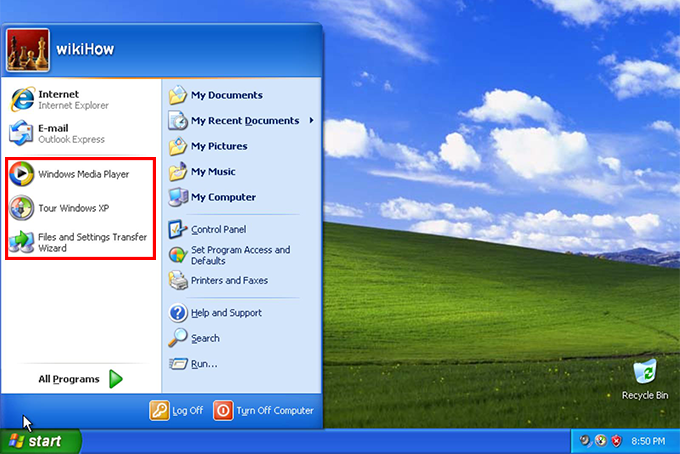 wikiHow
Internet
Internet Explorer
E-mail
Outlook Express
Windows Media Player
Tour Windows XP
Files and Settings Transfer
Wizard
All Programs
My Documents
My Recent Documents
My Pictures
My Music
My Computer
Control Panel
Set Program Access and
Defaults
Printers and Faxes
Help and Support
Search
Run...
Log Off
Turn Off Computer
Recycle Bin
start
8:50 PM